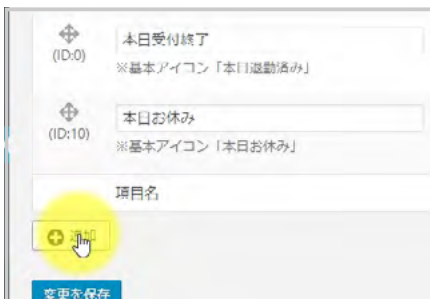 (ID:0)
本日受付終了
※基本アイコン「本日退勤済み」
(ID:10)
本日お休み
※基本アイコン「本日お休み」
項目名
追加
変更を保存